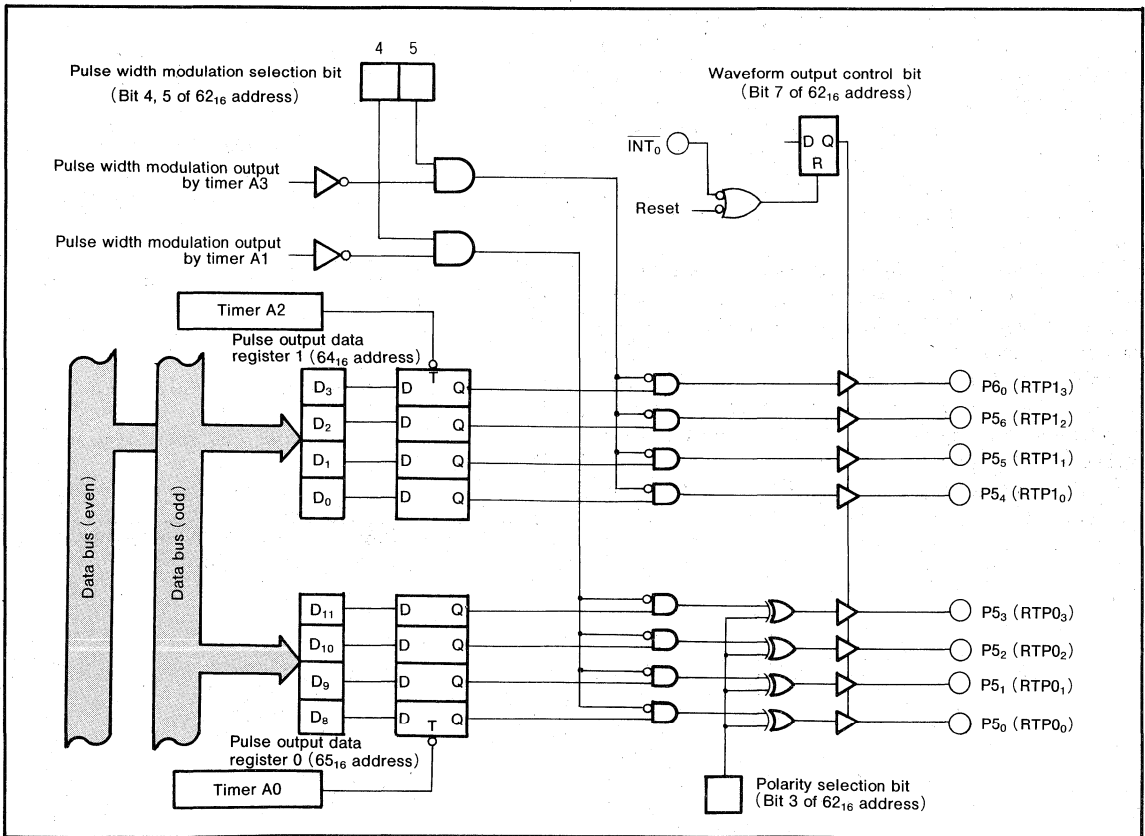 4 5
Pulse width modulation selection bit
(Bit 4, 5 of 62₁₆ address)
Waveform output control bit
(Bit 7 of 62₁₆ address)
D Q
R
I̅N̅T̅₀̅
Reset
Pulse width modulation output
by timer A3
Pulse width modulation output
by timer A1
Timer A2
Pulse output data
register 1 (64₁₆ address)
T
D₃ D Q P6₀ (RTP1₃)
D₂ D Q P5₆ (RTP1₂)
D₁ D Q P5₅ (RTP1₁)
D₀ D Q P5₄ (RTP1₀)
Data bus (even)
Data bus (odd)
D₁₁ D Q P5₃ (RTP0₃)
D₁₀ D Q P5₂ (RTP0₂)
D₉ D Q P5₁ (RTP0₁)
D₈ D Q P5₀ (RTP0₀)
T
Pulse output data
register 0 (65₁₆ address)
Timer A0
Polarity selection bit
(Bit 3 of 62₁₆ address)